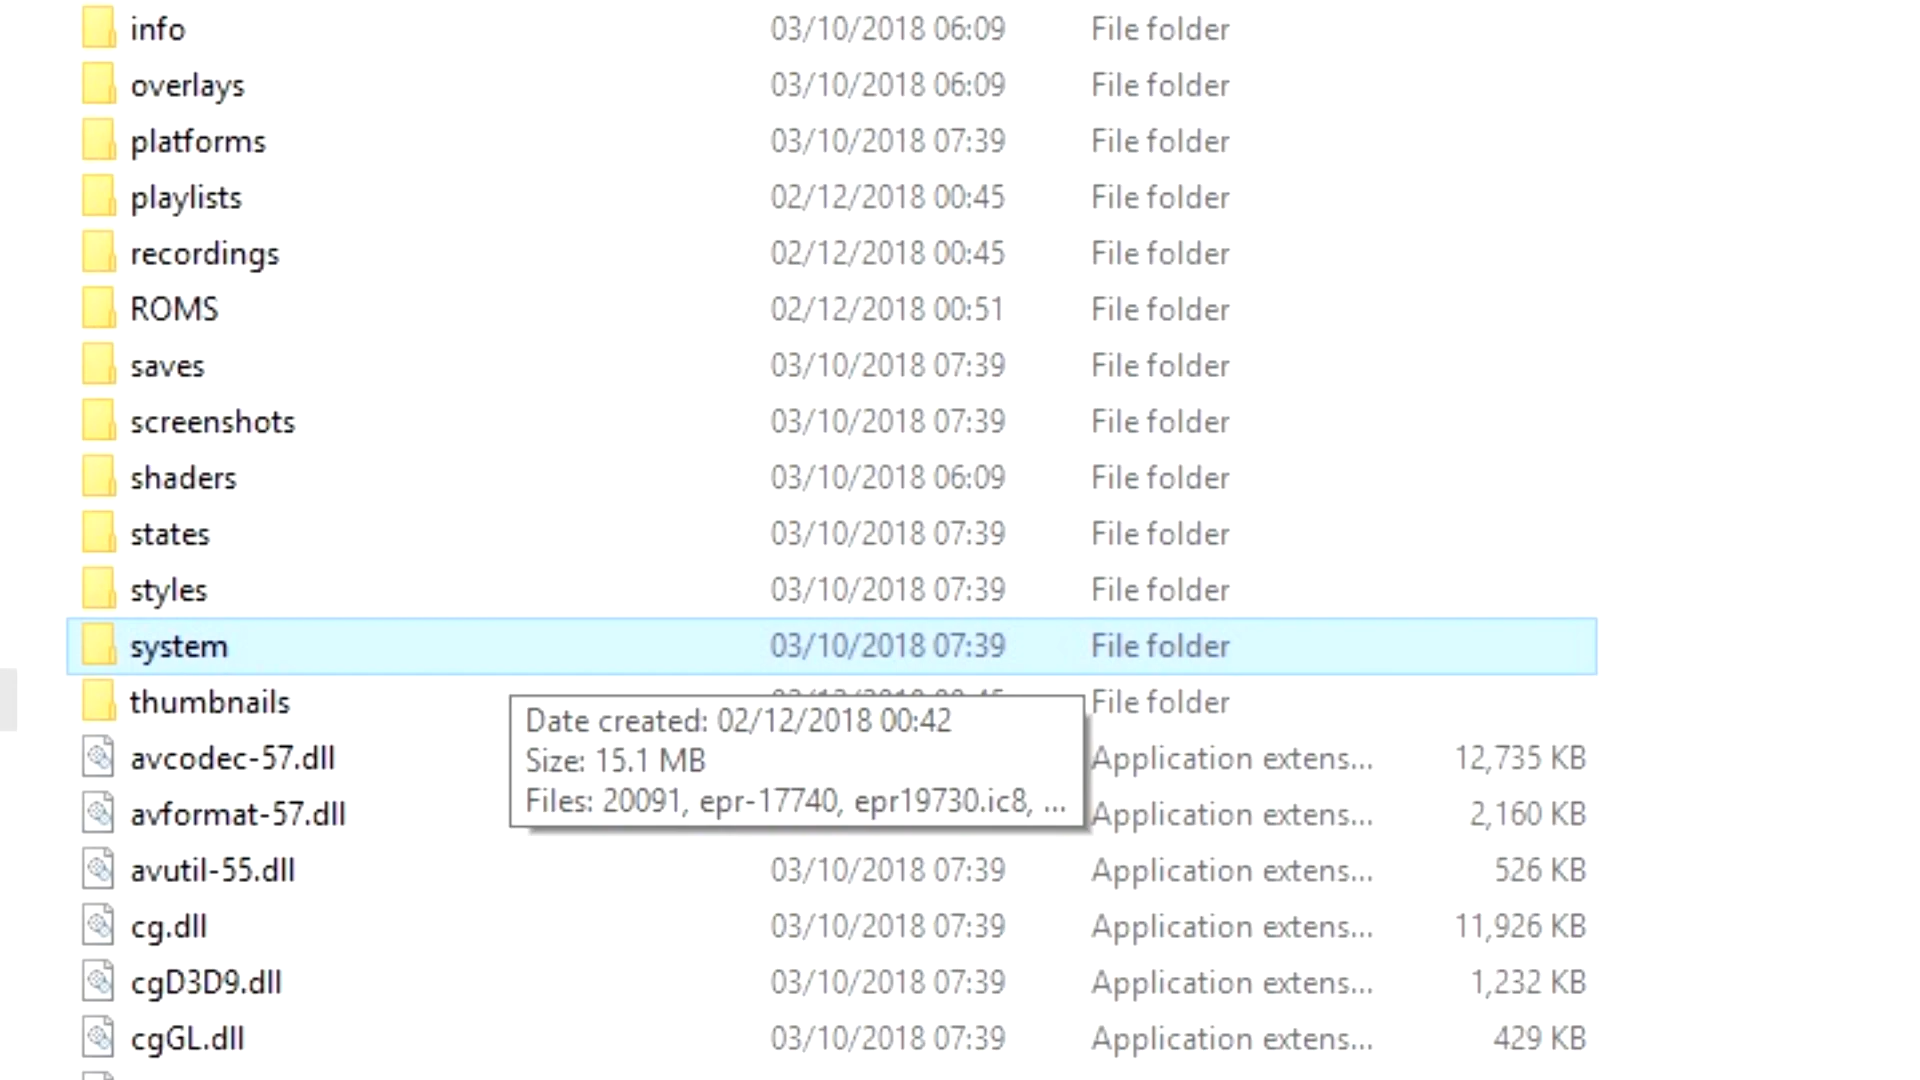 info 03/10/2018 06:09 File folder
overlays 03/10/2018 06:09 File folder
platforms 03/10/2018 07:39 File folder
playlists 02/12/2018 00:45 File folder
recordings 02/12/2018 00:45 File folder
ROMS 02/12/2018 00:51 File folder
saves 03/10/2018 07:39 File folder
screenshots 03/10/2018 07:39 File folder
shaders 03/10/2018 06:09 File folder
states 03/10/2018 07:39 File folder
styles 03/10/2018 07:39 File folder
system 03/10/2018 07:39 File folder
thumbnails File folder
Date created: 02/12/2018 00:42
Size: 15.1 MB
Files: 20091, epr-17740, epr19730.ic8, ...
avcodec-57.dll Application extens... 12,735 KB
avformat-57.dll Application extens... 2,160 KB
avutil-55.dll 03/10/2018 07:39 Application extens... 526 KB
cg.dll 03/10/2018 07:39 Application extens... 11,926 KB
cgD3D9.dll 03/10/2018 07:39 Application extens... 1,232 KB
cgGL.dll 03/10/2018 07:39 Application extens... 429 KB